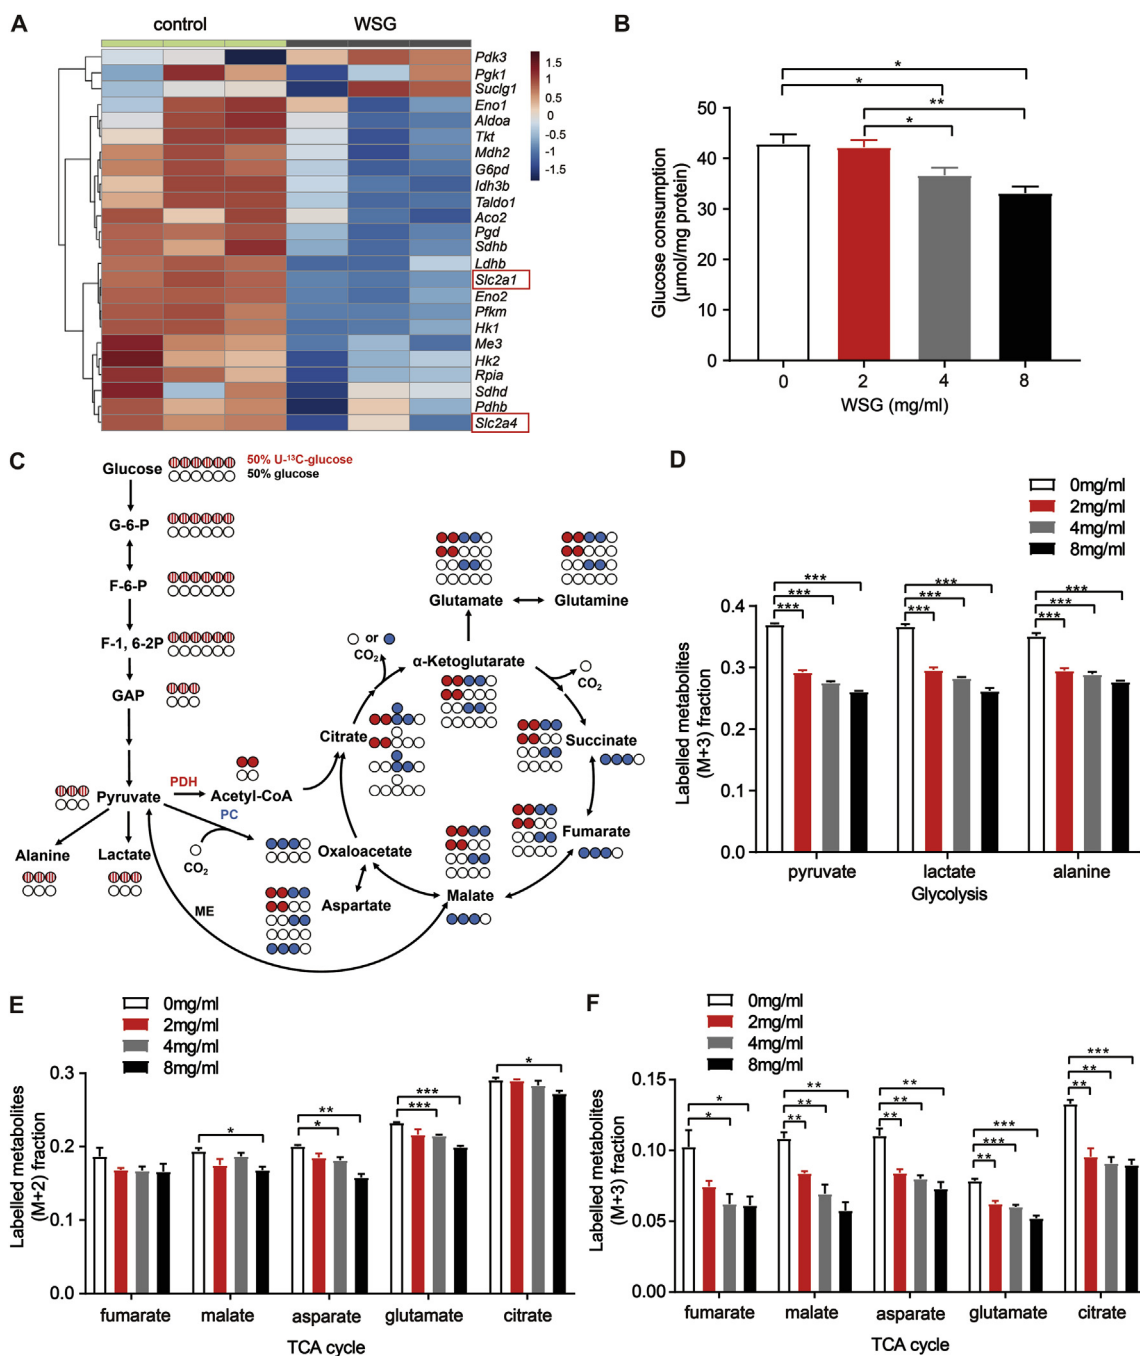 A
control
WSG
Pdk3
Pgk1
Suclg1
Eno1
Aldoa
Tkt
Mdh2
G6pd
Idh3b
Taldo1
Aco2
Pgd
Sdhb
Ldhb
Slc2a1
Eno2
Pfkm
Hk1
Me3
Hk2
Rpia
Sdhd
Pdhb
Slc2a4
1.5
1
0.5
0
-0.5
-1
-1.5
B
*
*
**
*
50
40
30
20
10
0
Glucose consumption
(μmol/mg protein)
0
2
4
8
WSG (mg/ml)
C
Glucose
50% U-¹³C-glucose
50% glucose
G-6-P
F-6-P
F-1, 6-2P
GAP
Pyruvate
PDH
Acetyl-CoA
PC
CO₂
Alanine
Lactate
ME
Oxaloacetate
Aspartate
Citrate
or
CO₂
α-Ketoglutarate
Glutamate
Glutamine
CO₂
Succinate
Fumarate
Malate
D
0mg/ml
2mg/ml
4mg/ml
8mg/ml
*** *** ***
*** *** ***
*** *** ***
0.4
0.3
0.2
0.1
0.0
Labelled metabolites
(M+3) fraction
pyruvate
lactate
alanine
Glycolysis
E
0mg/ml
2mg/ml
4mg/ml
8mg/ml
*
**
*
***
***
*
0.3
0.2
0.1
0.0
Labelled metabolites
(M+2) fraction
fumarate
malate
asparate
glutamate
citrate
TCA cycle
F
0mg/ml
2mg/ml
4mg/ml
8mg/ml
*
*
**
**
**
**
**
**
***
***
**
***
**
**
0.15
0.10
0.05
0.00
Labelled metabolites
(M+3) fraction
fumarate
malate
asparate
glutamate
citrate
TCA cycle